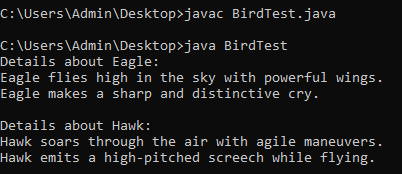 C:\Users\Admin\Desktop>javac BirdTest.java
C:\Users\Admin\Desktop>java BirdTest
Details about Eagle:
Eagle flies high in the sky with powerful wings.
Eagle makes a sharp and distinctive cry.
Details about Hawk:
Hawk soars through the air with agile maneuvers.
Hawk emits a high-pitched screech while flying.